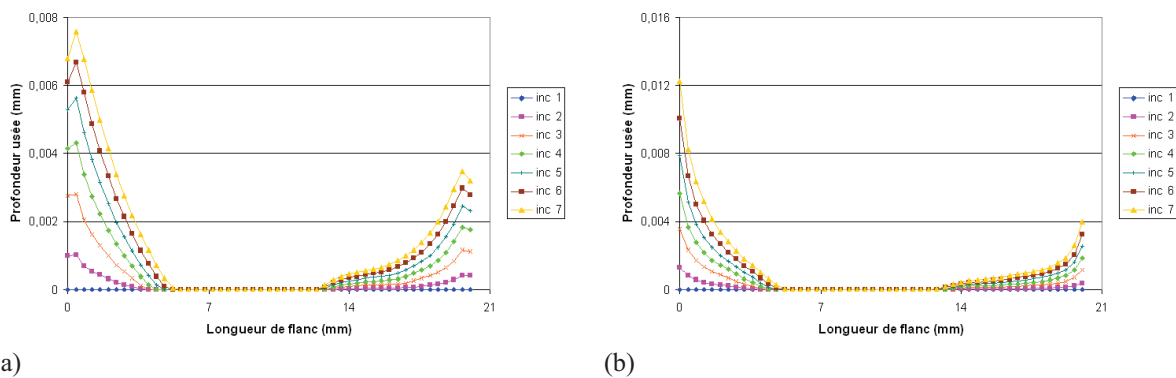 0,008
0,006
0,004
0,002
0
Profondeur usée (mm)
0
7
14
21
Longueur de flanc (mm)
inc 1
inc 2
inc 3
inc 4
inc 5
inc 6
inc 7
a)
0,016
0,012
0,008
0,004
0
Profondeur usée (mm)
0
7
14
21
Longueur de flanc (mm)
inc 1
inc 2
inc 3
inc 4
inc 5
inc 6
inc 7
(b)